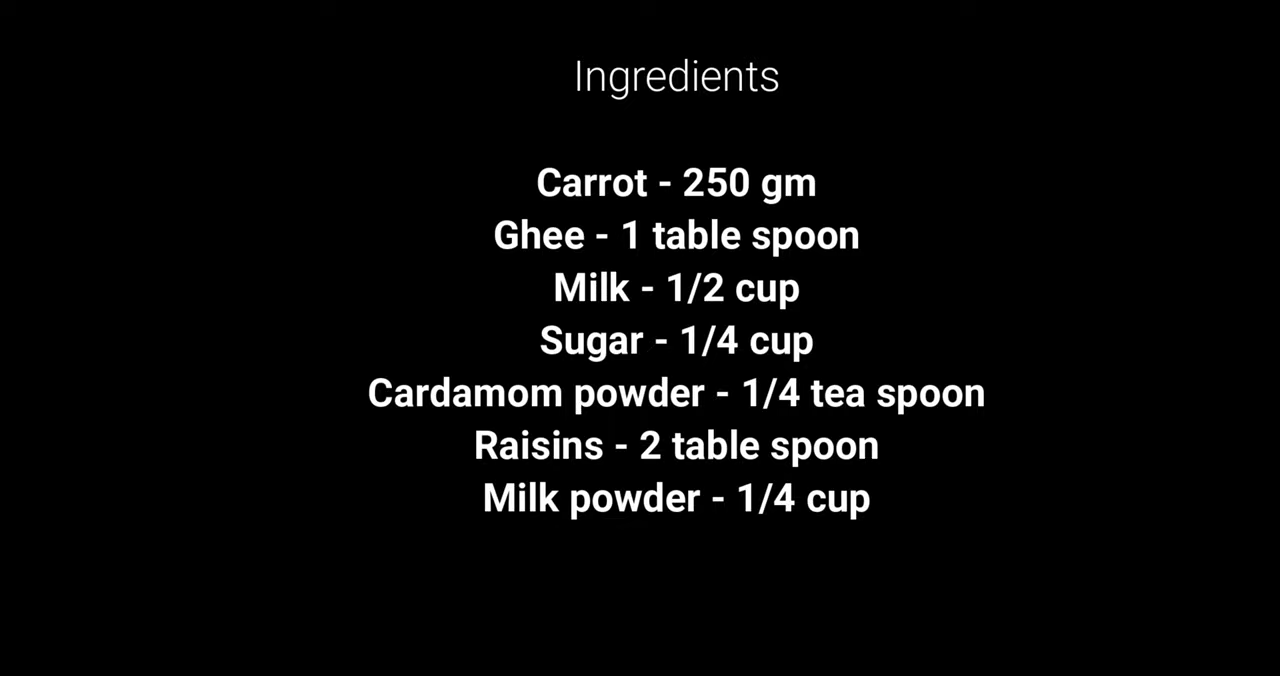 Ingredients
Carrot - 250 gm
Ghee - 1 table spoon
Milk - 1/2 cup
Sugar - 1/4 cup
Cardamom powder - 1/4 tea spoon
Raisins - 2 table spoon
Milk powder - 1/4 cup